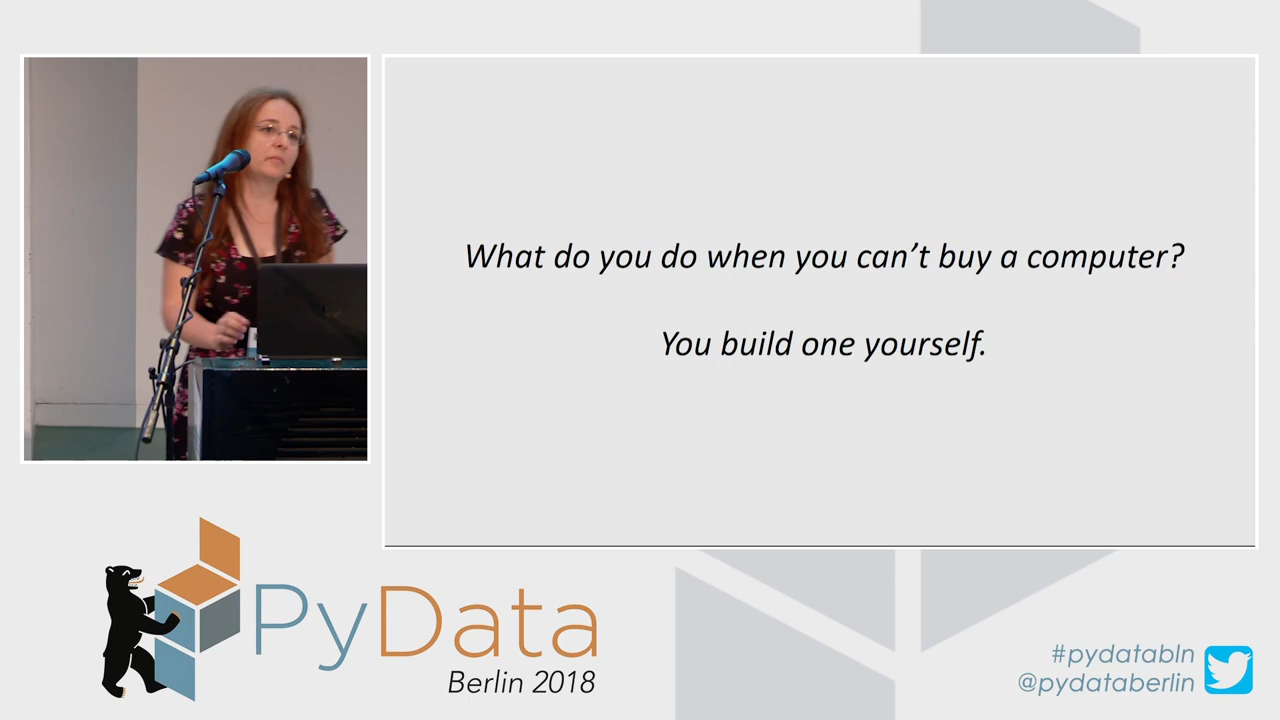 What do you do when you can’t buy a computer?
You build one yourself.
PyData
Berlin 2018
#pydatabln
@pydataberlin